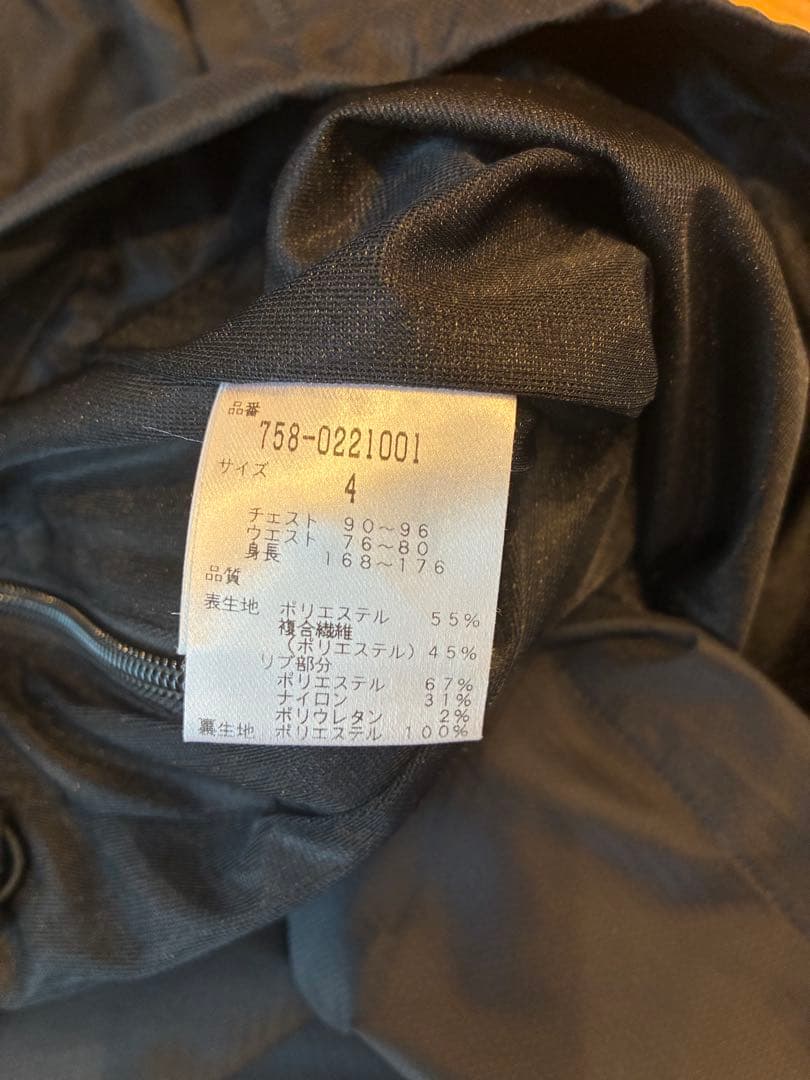 品番
758-0221001
サイズ
4
チェスト 90～96
ウエスト 76～80
身長 168～176
品質
表生地 ポリエステル 55%
複合繊維
(ポリエステル) 45%
リブ部分
ポリエステル 67%
ナイロン 31%
ポリウレタン 2%
裏生地 ポリエステル 100%